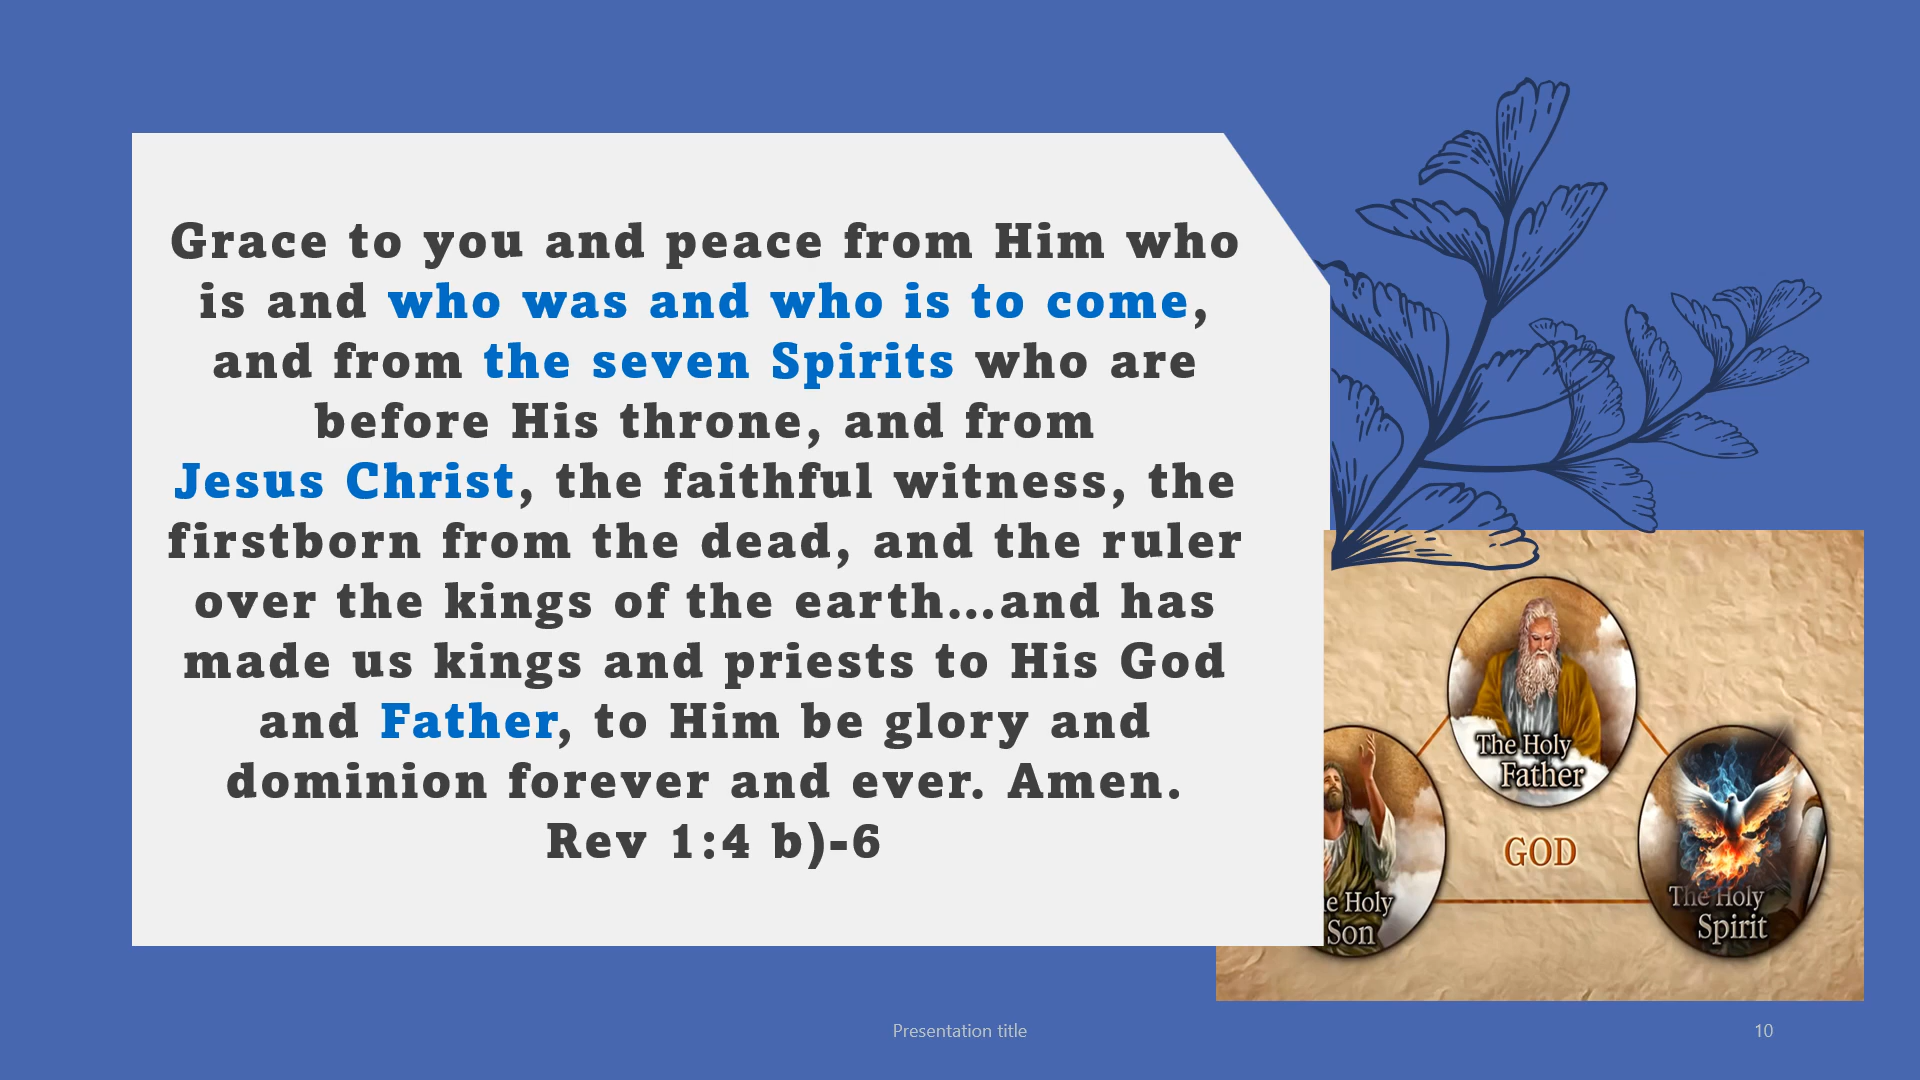 Grace to you and peace from Him who
is and who was and who is to come,
and from the seven Spirits who are
before His throne, and from
Jesus Christ, the faithful witness, the
firstborn from the dead, and the ruler
over the kings of the earth...and has
made us kings and priests to His God
and Father, to Him be glory and
dominion forever and ever. Amen.
Rev 1:4 b)-6
The Holy
Father
GOD
e Holy
Son
The Holy
Spirit
Presentation title
10